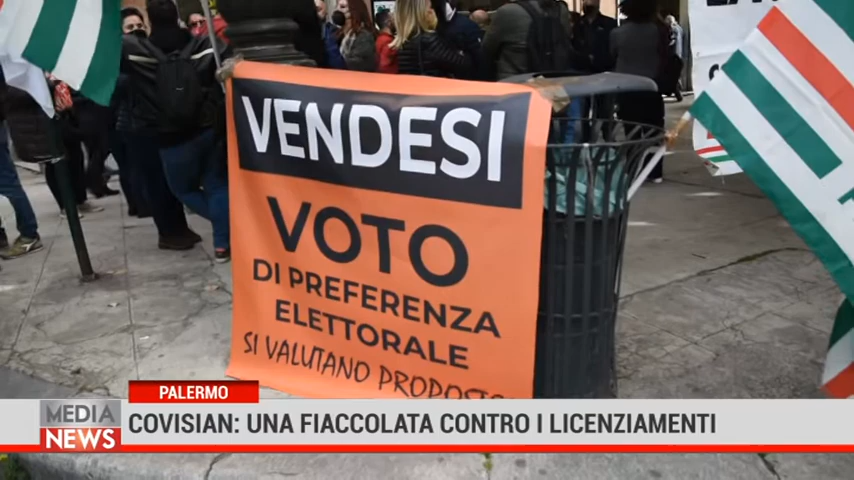 VENDESI
VOTO
DI PREFERENZA
ELETTORALE
SI VALUTANO
PALERMO
MEDIA
NEWS
COVISIAN: UNA FIACCOLATA CONTRO I LICENZIAMENTI